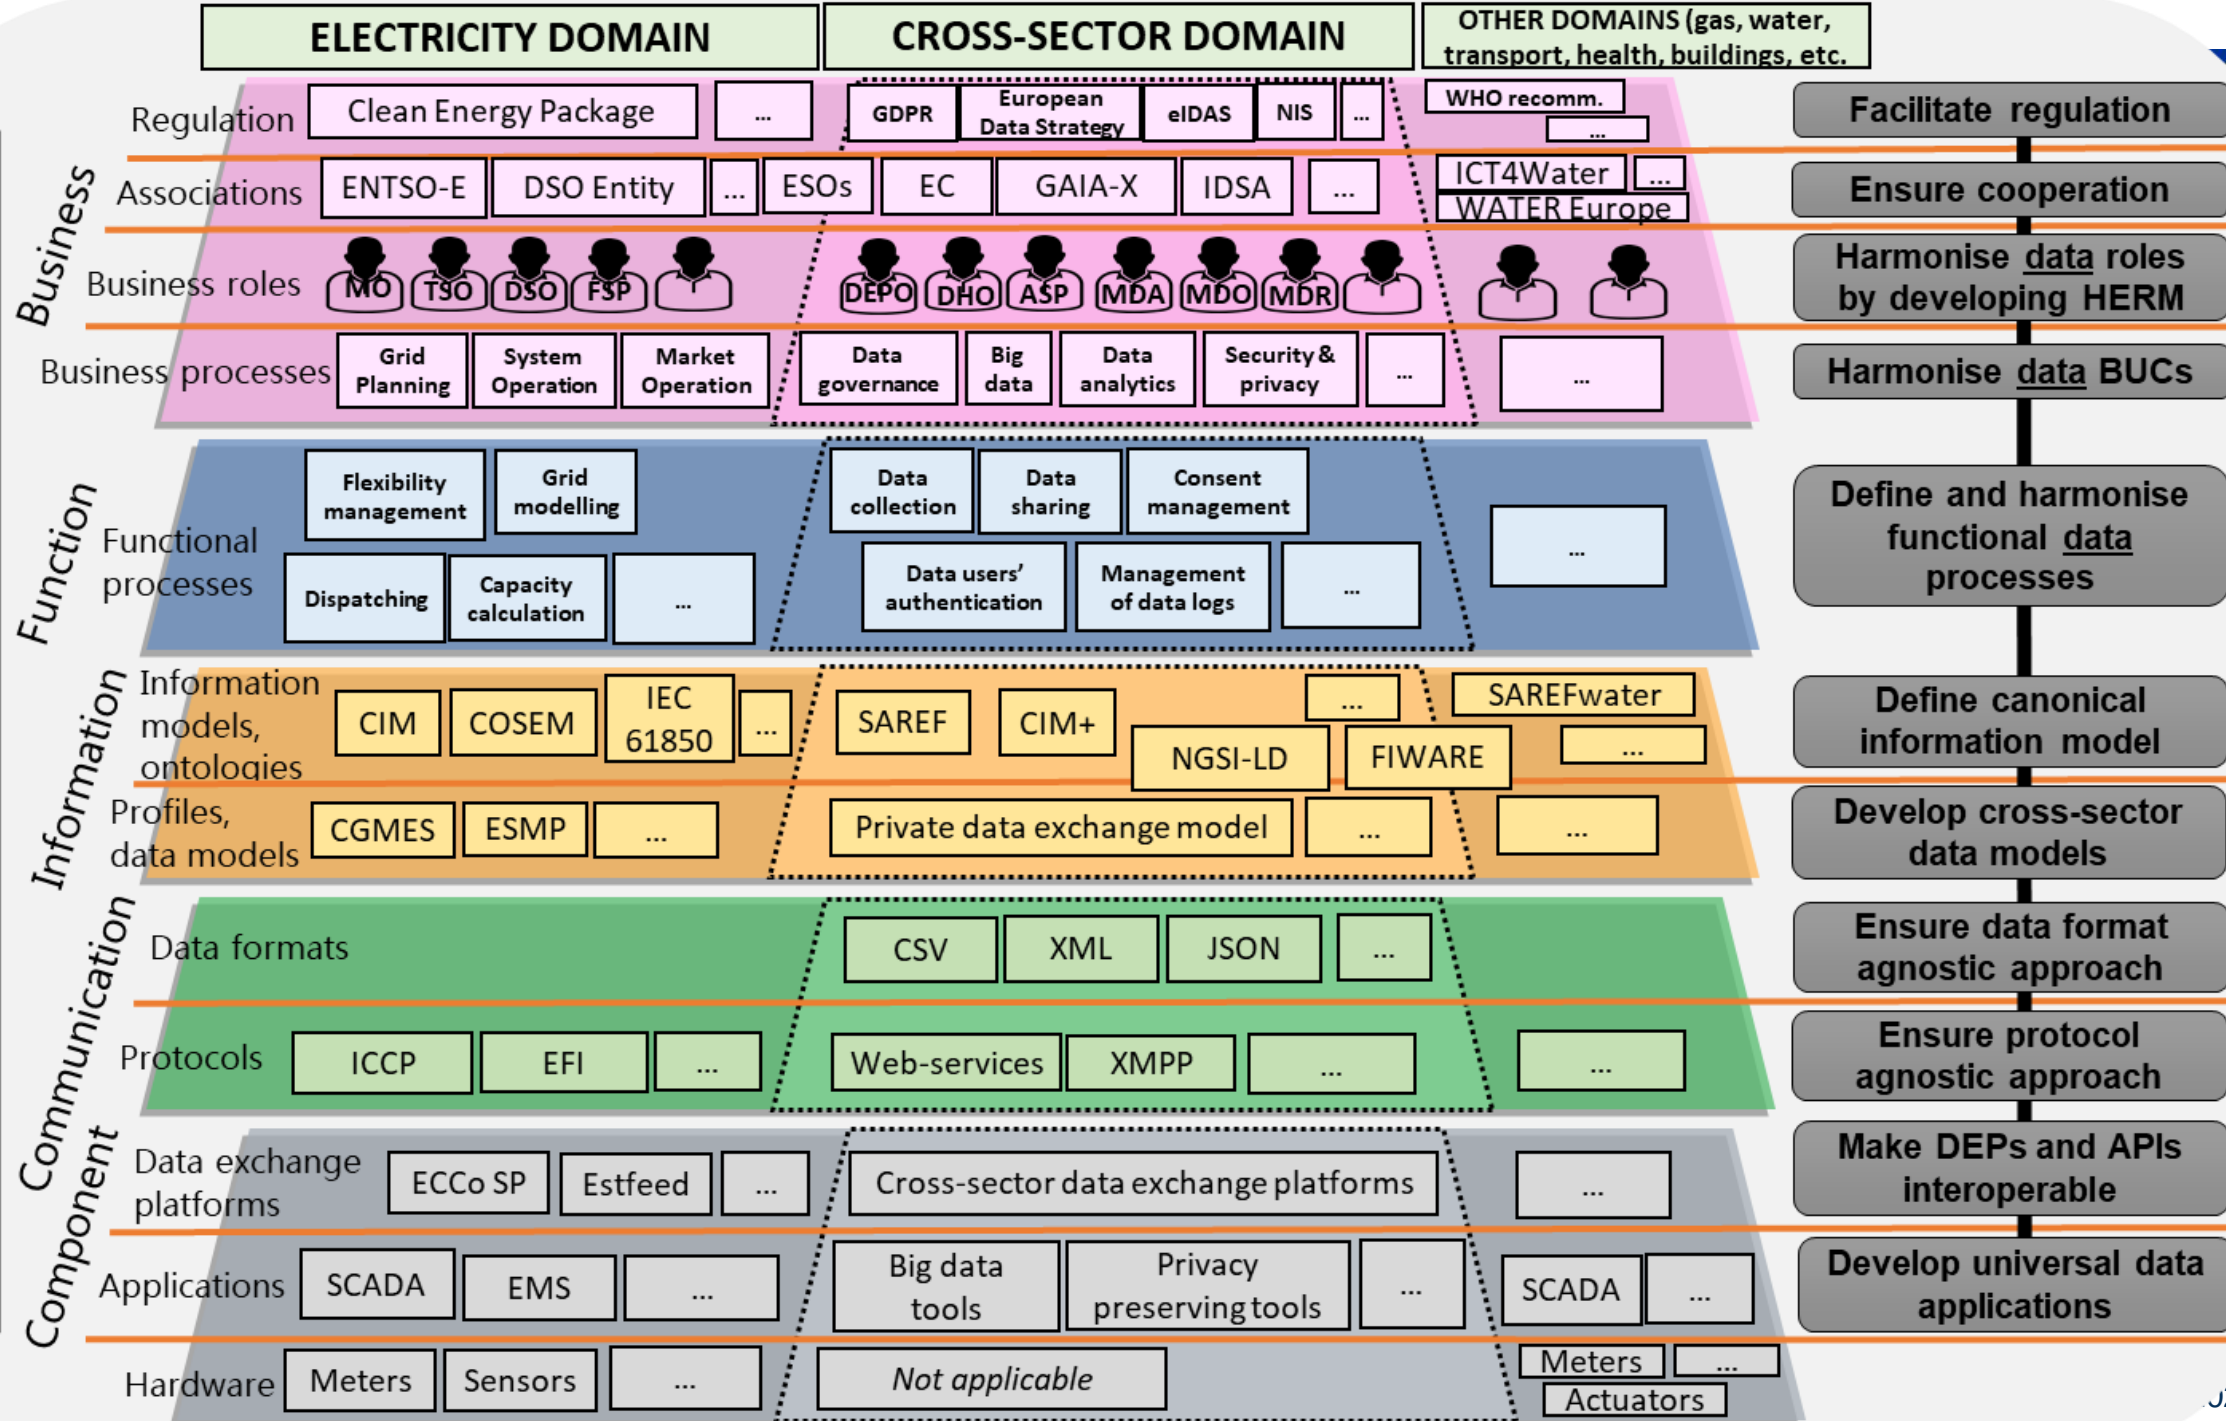 ELECTRICITY DOMAIN
CROSS-SECTOR DOMAIN
OTHER DOMAINS (gas, water,
transport, health, buildings, etc.
Business
Regulation
Clean Energy Package
...
GDPR
European
Data Strategy
eIDAS
NIS
...
WHO recomm.
...
Facilitate regulation
Associations
ENTSO-E
DSO Entity
...
ESOs
EC
GAIA-X
IDSA
...
ICT4Water
...
WATER Europe
Ensure cooperation
Business roles
MO
TSO
DSO
FSP
DEPO
DHO
ASP
MDA
MDO
MDR
Harmonise data roles
by developing HERM
Business processes
Grid
Planning
System
Operation
Market
Operation
Data
governance
Big
data
Data
analytics
Security &
privacy
...
...
Harmonise data BUCs
Function
Functional
processes
Flexibility
management
Grid
modelling
Dispatching
Capacity
calculation
...
Data
collection
Data
sharing
Consent
management
Data users’
authentication
Management
of data logs
...
...
Define and harmonise
functional data
processes
Information
Information
models,
ontologies
CIM
COSEM
IEC
61850
...
SAREF
CIM+
NGSI-LD
...
FIWARE
SAREFwater
...
Define canonical
information model
Profiles,
data models
CGMES
ESMP
...
Private data exchange model
...
...
Develop cross-sector
data models
Communication
Data formats
CSV
XML
JSON
...
Ensure data format
agnostic approach
Protocols
ICCP
EFI
...
Web-services
XMPP
...
...
Ensure protocol
agnostic approach
Component
Data exchange
platforms
ECCo SP
Estfeed
...
Cross-sector data exchange platforms
...
Make DEPs and APIs
interoperable
Applications
SCADA
EMS
...
Big data
tools
Privacy
preserving tools
...
SCADA
...
Develop universal data
applications
Hardware
Meters
Sensors
...
Not applicable
Meters
...
Actuators